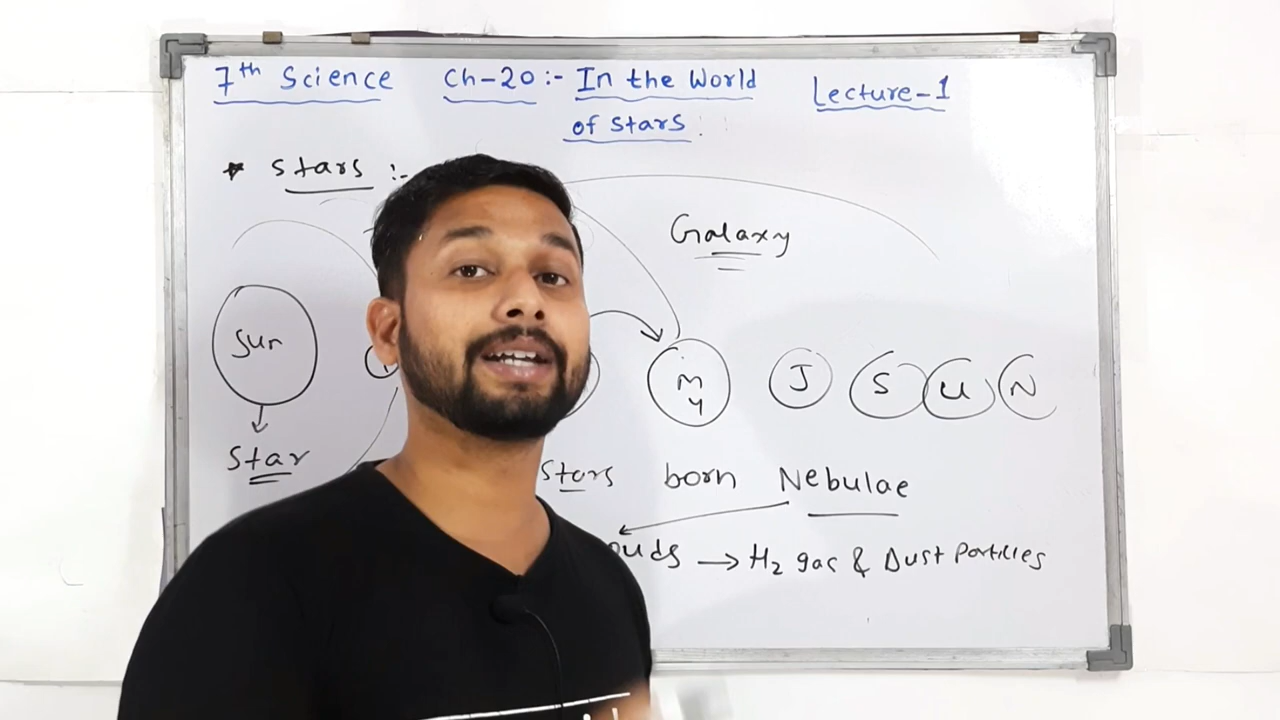 7th Science Ch-20:- In the World of stars Lecture-1
* Stars :-
Galaxy
Sun
M
Y
J
S
U
N
Star
Stars born Nebulae
ouds → H2 gas & Dust Particles